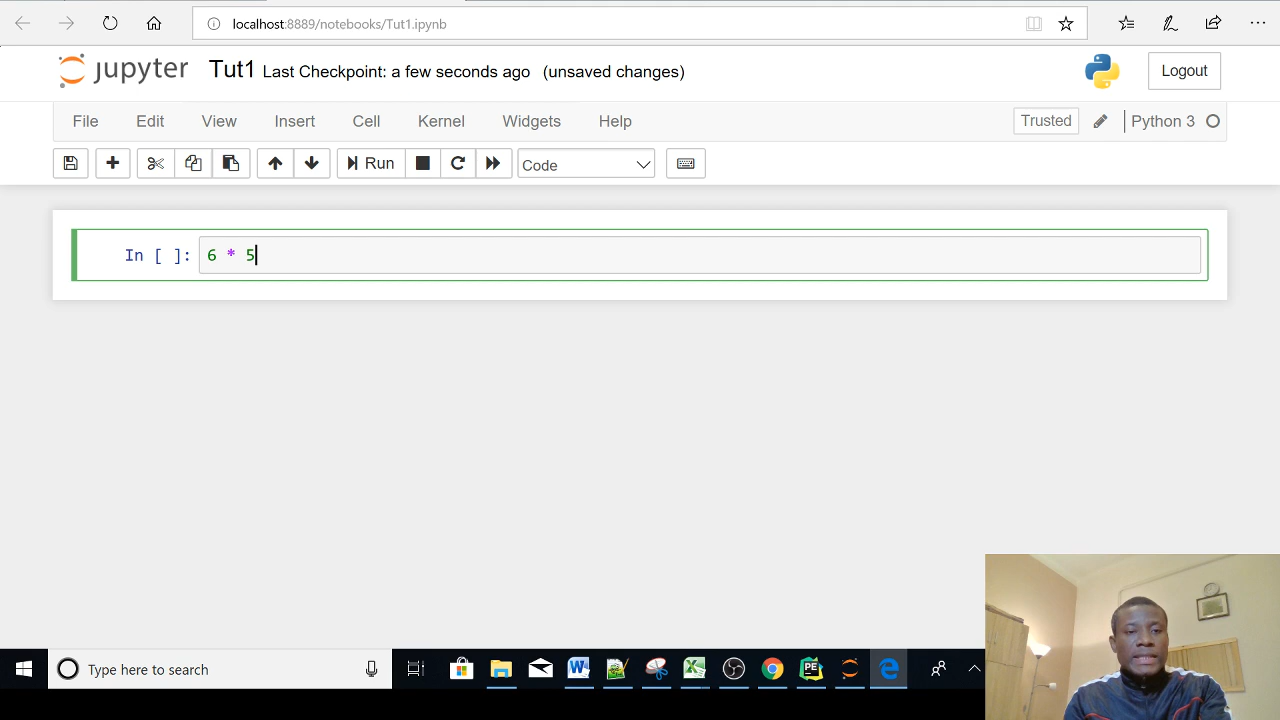 localhost:8889/notebooks/Tut1.ipynb
jupyter Tut1 Last Checkpoint: a few seconds ago (unsaved changes) Logout
File Edit View Insert Cell Kernel Widgets Help Trusted Python 3
Run Code
In [ ]: 6 * 5
Type here to search W PE